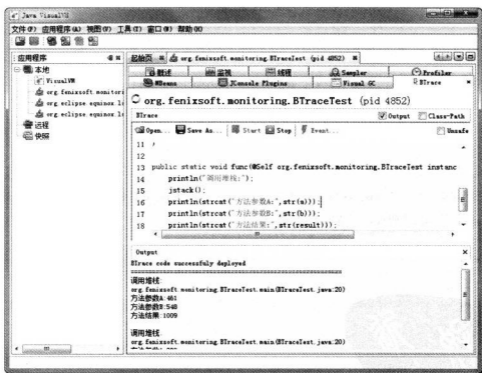 Java VisualVM
文件(F) 应用程序(A) 视图(V) 工具(T) 窗口(W) 帮助(H)
应用程序
本地
VisualVM
org fenixsoft monitor
org eclipse equinox l
org eclipse equinox l
远程
快照
起始页 org.fenixsoft.monitoring.BTraceTest (pid 4852)
概述 监视 线程 Sampler Profiler
MBeans JConsole Plugins Visual GC BTrace
org.fenixsoft.monitoring.BTraceTest (pid 4852)
BTrace Output Class-Path
Open... Save As... Start Stop Event... Unsafe
11 /
12
13 public static void func(@Self org.fenixsoft.monitoring.BTraceTest instanc
14 println("调用堆栈:");
15 jstack();
16 println(strcat("方法参数A:",str(a)));
17 println(strcat("方法参数B:",str(b)));
18 println(strcat("方法结果:",str(result)));
Output
BTrace code successfuly deployed
调用堆栈
org.fenixsoft.monitoring.BTraceTest.main(BTraceTest.java:20)
方法参数A:461
方法参数B:548
方法结果:1009
调用堆栈
org.fenixsoft.monitoring.BTraceTest.main(BTraceTest.java:20)